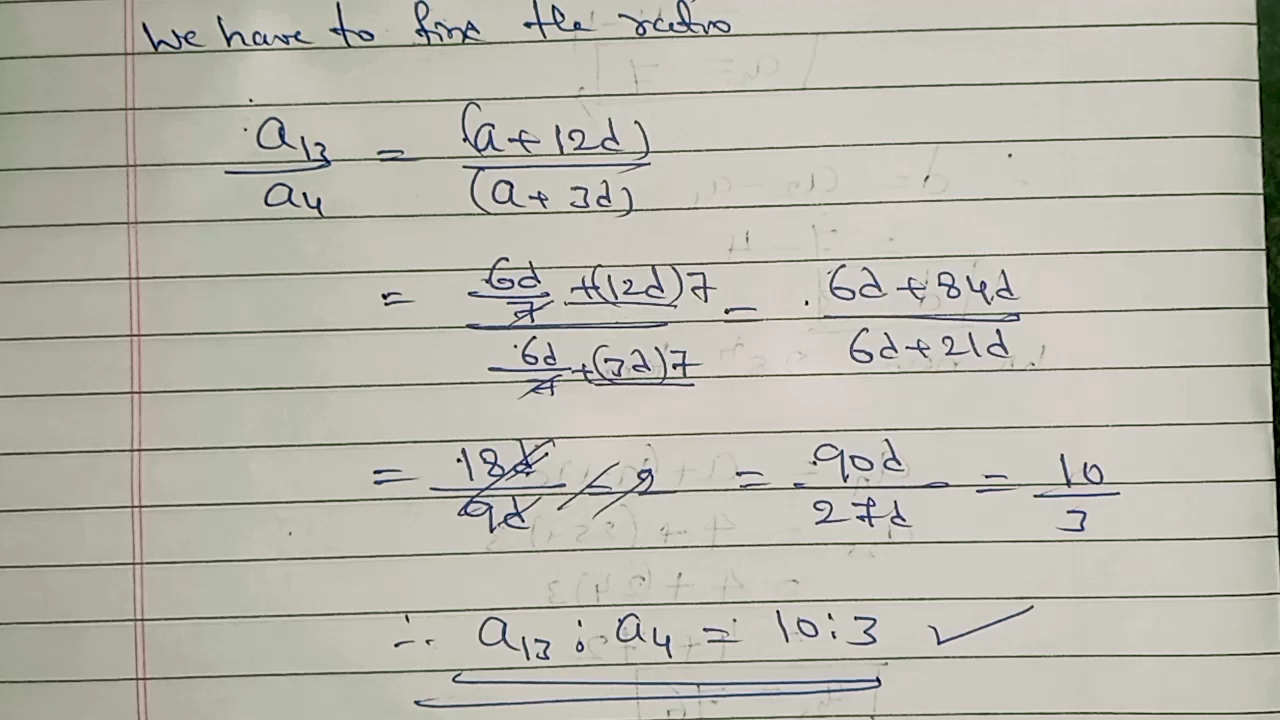 We have to find the ratio
a₁₃/a₄ = (a+12d)/(a+3d)
= (6d/7 + (12d)7)/(6d/7 + (3d)7) = (6d+84d)/(6d+21d)
= 18d/9d = 2 = 90d/27d = 10/3
∴ a₁₃ : a₄ = 10:3 ✓